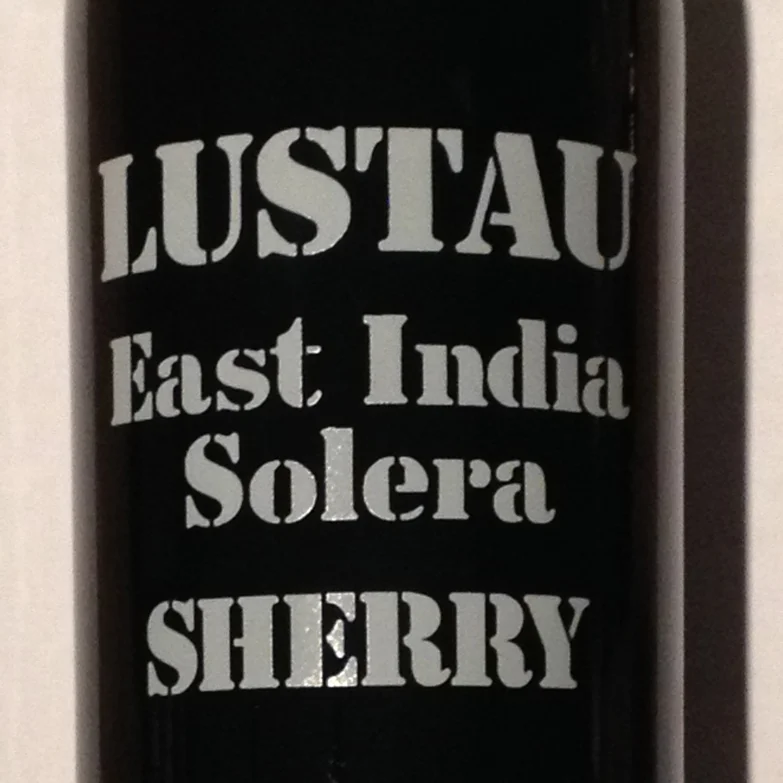 LUSTAU
East India
Solera
SHERRY